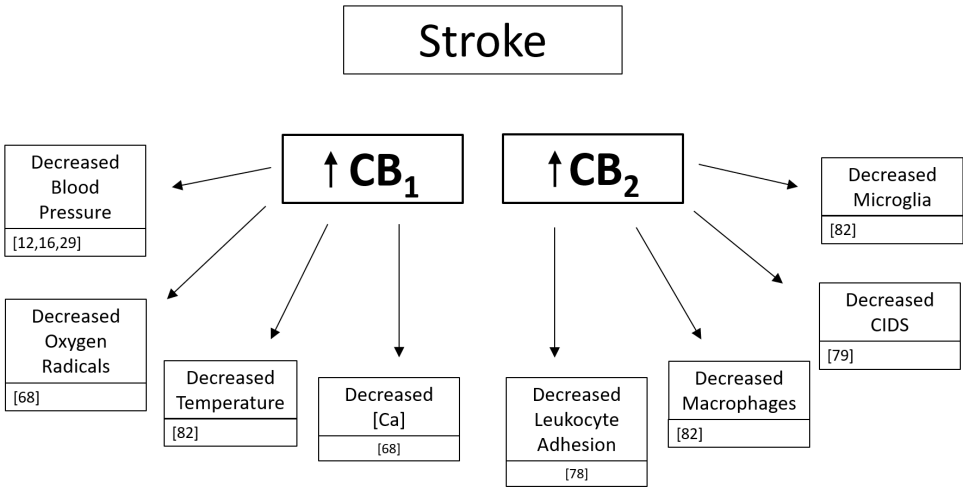 Stroke
↑ CB₁
↑ CB₂
Decreased
Blood
Pressure
[12,16,29]
Decreased
Oxygen
Radicals
[68]
Decreased
Temperature
[82]
Decreased
[Ca]
[68]
Decreased
Leukocyte
Adhesion
[78]
Decreased
Macrophages
[82]
Decreased
CIDS
[79]
Decreased
Microglia
[82]